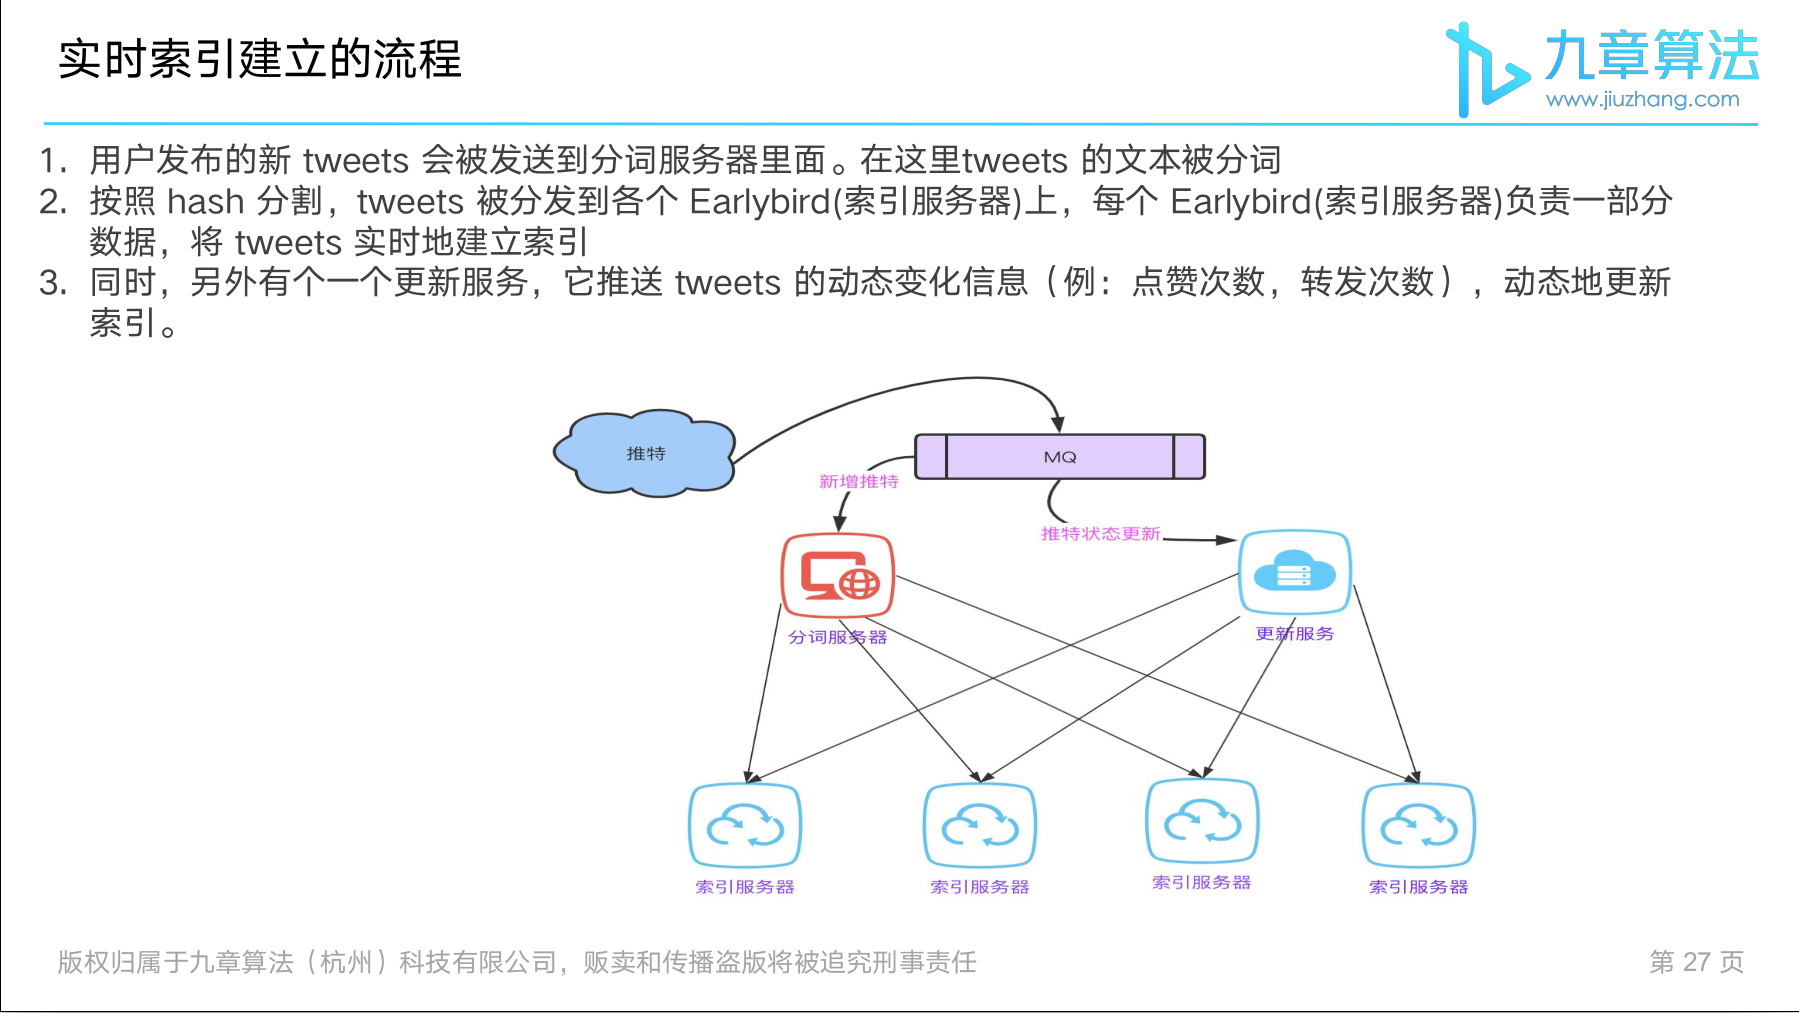 实时索引建立的流程
九章算法
www.jiuzhang.com
1. 用户发布的新 tweets 会被发送到分词服务器里面。在这里tweets 的文本被分词
2. 按照 hash 分割，tweets 被分发到各个 Earlybird(索引服务器)上，每个 Earlybird(索引服务器)负责一部分
数据，将 tweets 实时地建立索引
3. 同时，另外有个一个更新服务，它推送 tweets 的动态变化信息（例：点赞次数，转发次数），动态地更新
索引。
推特
MQ
新增推特
推特状态更新
分词服务器
更新服务
索引服务器
索引服务器
索引服务器
索引服务器
版权归属于九章算法（杭州）科技有限公司，贩卖和传播盗版将被追究刑事责任
第 27 页